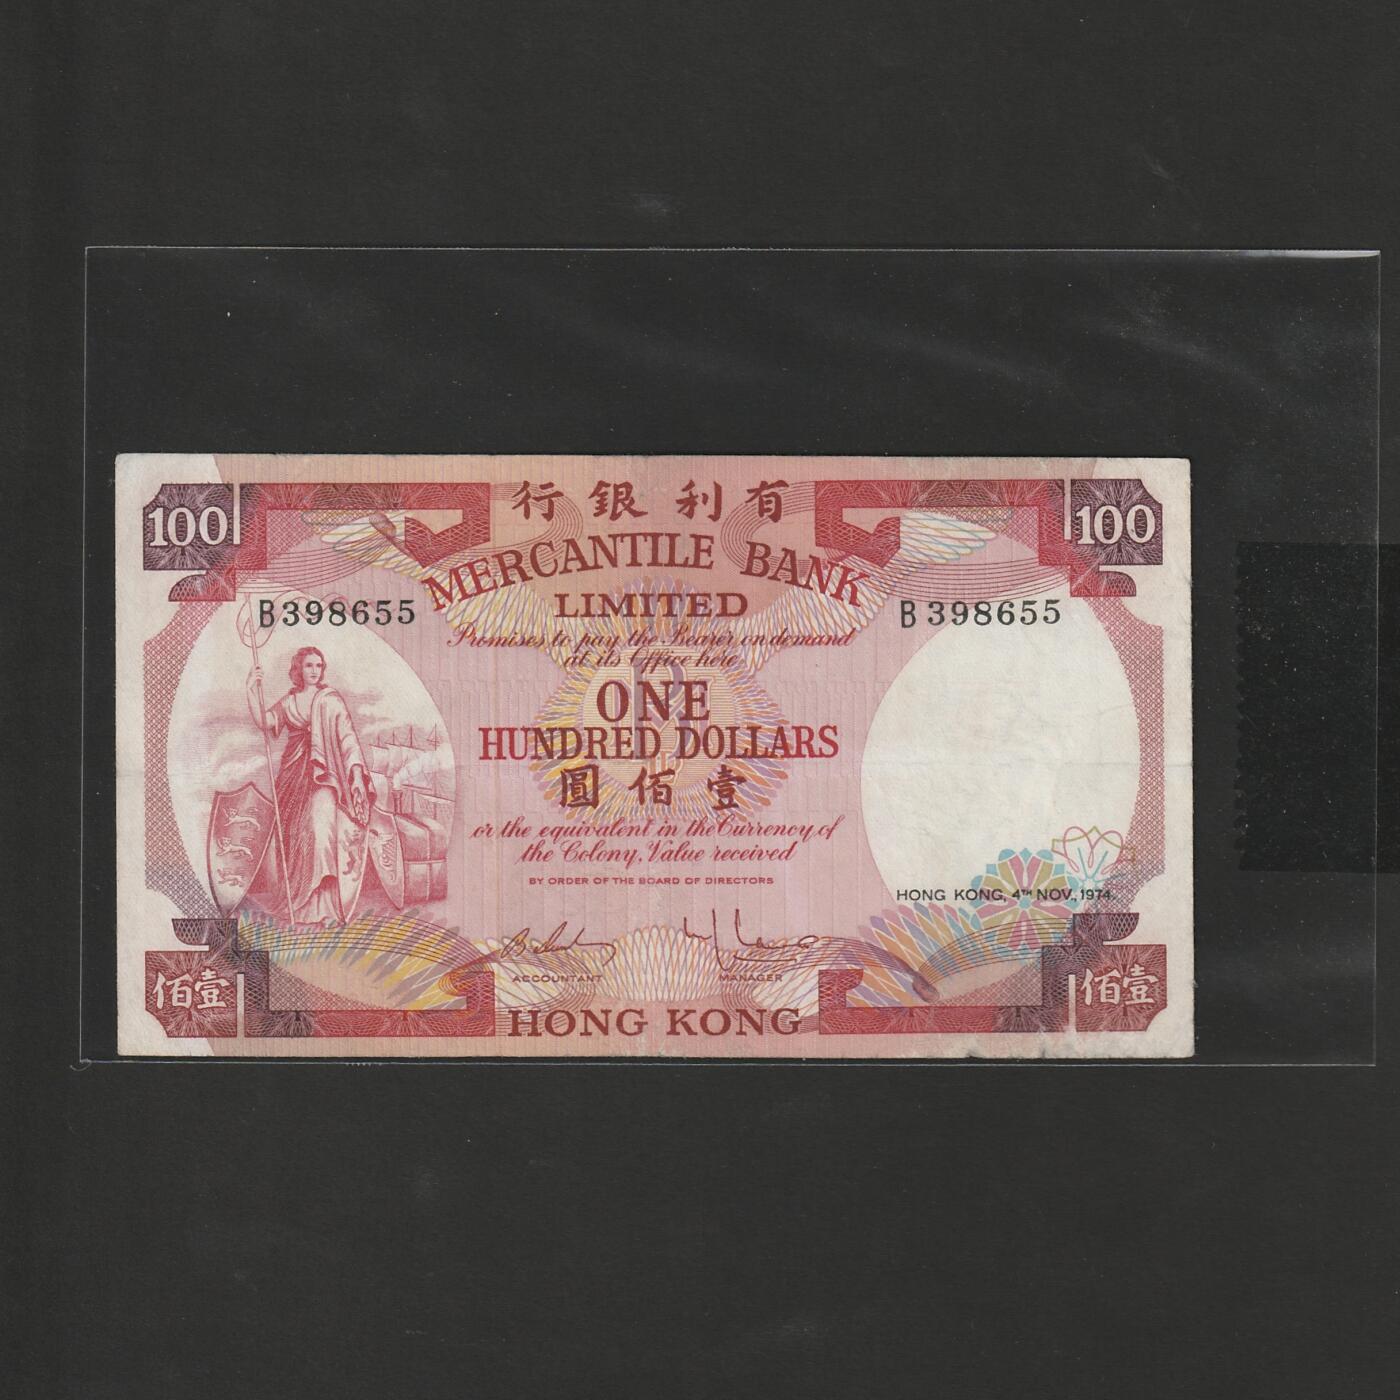 行銀利有
100
100
MERCANTILE BANK
LIMITED
B398655
B398655
Promises to pay the Bearer on demand
at its Office here
ONE
HUNDRED DOLLARS
圓佰壹
or the equivalent in the Currency of
the Colony, Value received
BY ORDER OF THE BOARD OF DIRECTORS
HONG KONG, 4TH NOV., 1974.
ACCOUNTANT
MANAGER
佰壹
佰壹
HONG KONG